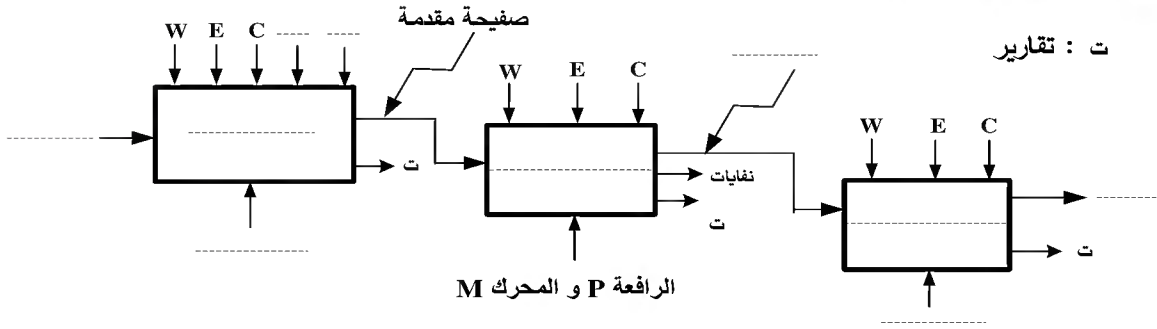 صفيحة مقدمة
ت : تقارير
W E C
W E C
W E C
ت
نفايات
ت
ت
الرافعة P و المحرك M